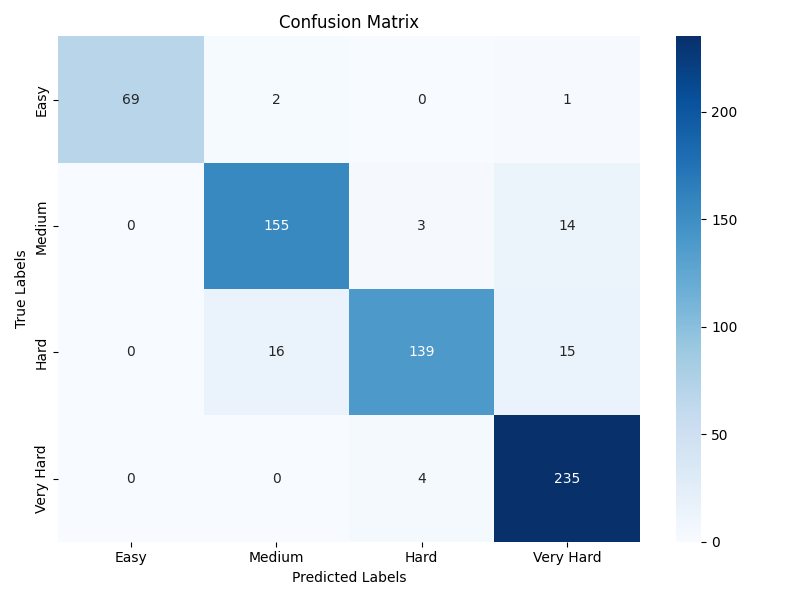 Confusion Matrix
Easy 69 2 0 1
Medium 0 155 3 14
Hard 0 16 139 15
Very Hard 0 0 4 235
Easy Medium Hard Very Hard
Predicted Labels
True Labels
200
150
100
50
0